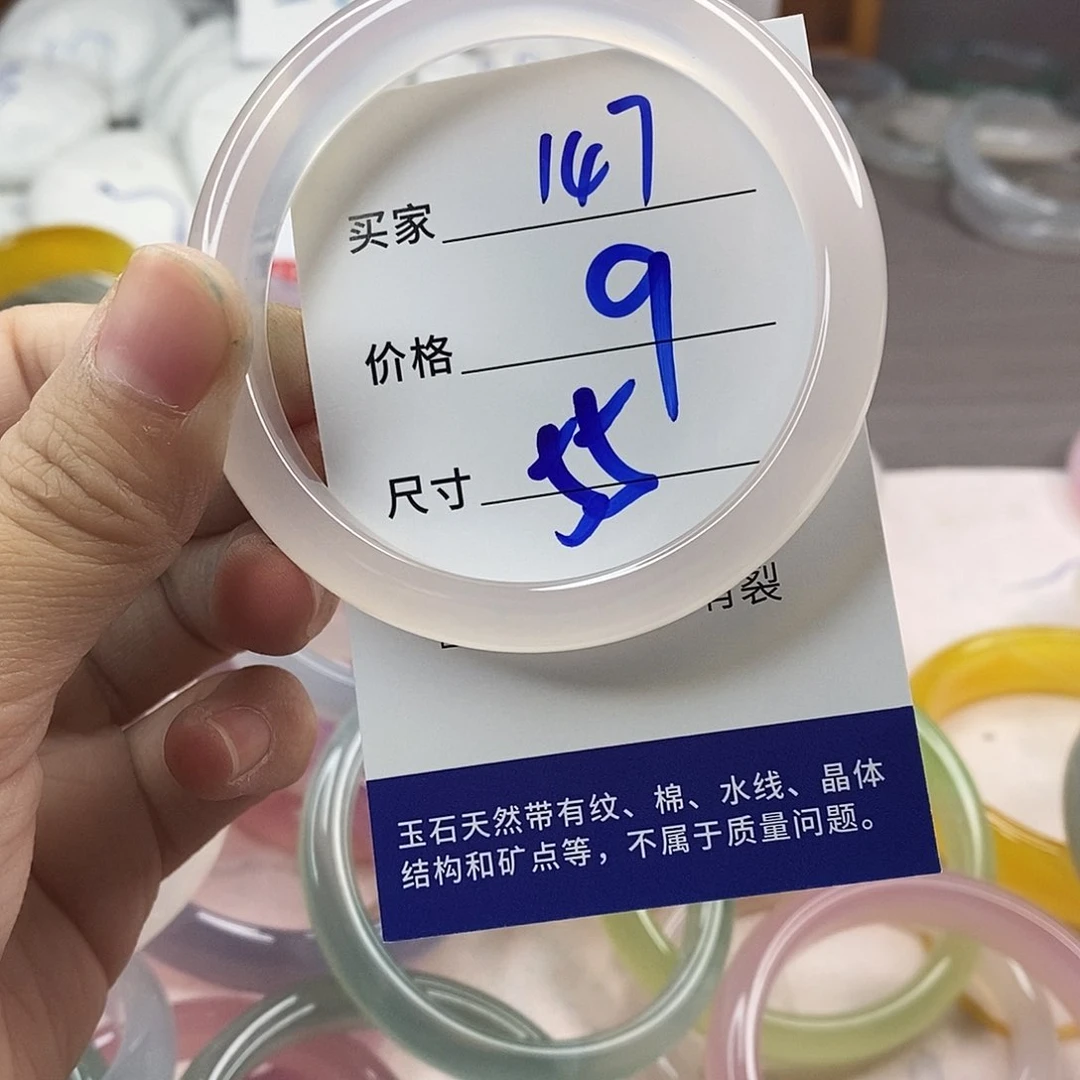 买家 147
价格 9
尺寸 55
有裂
玉石天然带有纹、棉、水线、晶体
结构和矿点等，不属于质量问题。